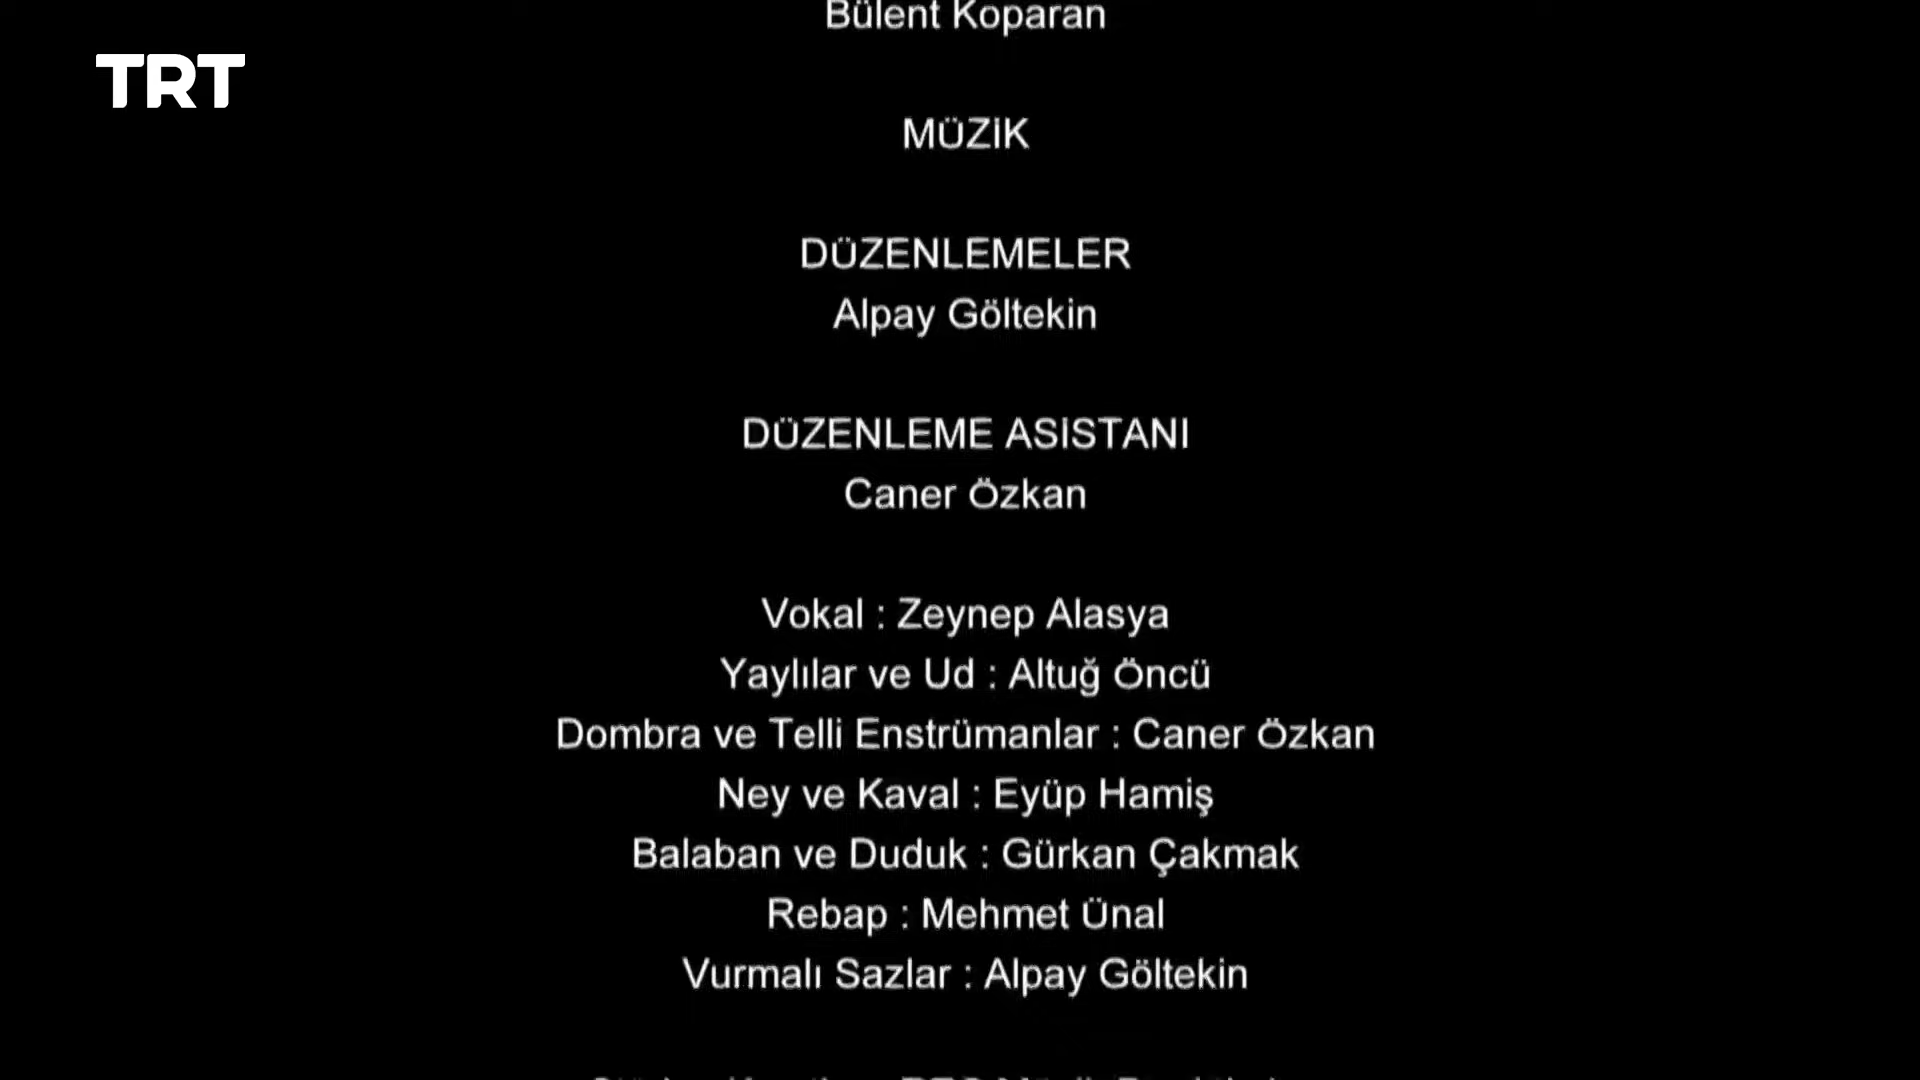 Bülent Koparan
TRT
MÜZİK
DÜZENLEMELER
Alpay Göltekin
DÜZENLEME ASİSTANI
Caner Özkan
Vokal : Zeynep Alasya
Yaylılar ve Ud : Altuğ Öncü
Dombra ve Telli Enstrümanlar : Caner Özkan
Ney ve Kaval : Eyüp Hamiş
Balaban ve Duduk : Gürkan Çakmak
Rebap : Mehmet Ünal
Vurmalı Sazlar : Alpay Göltekin